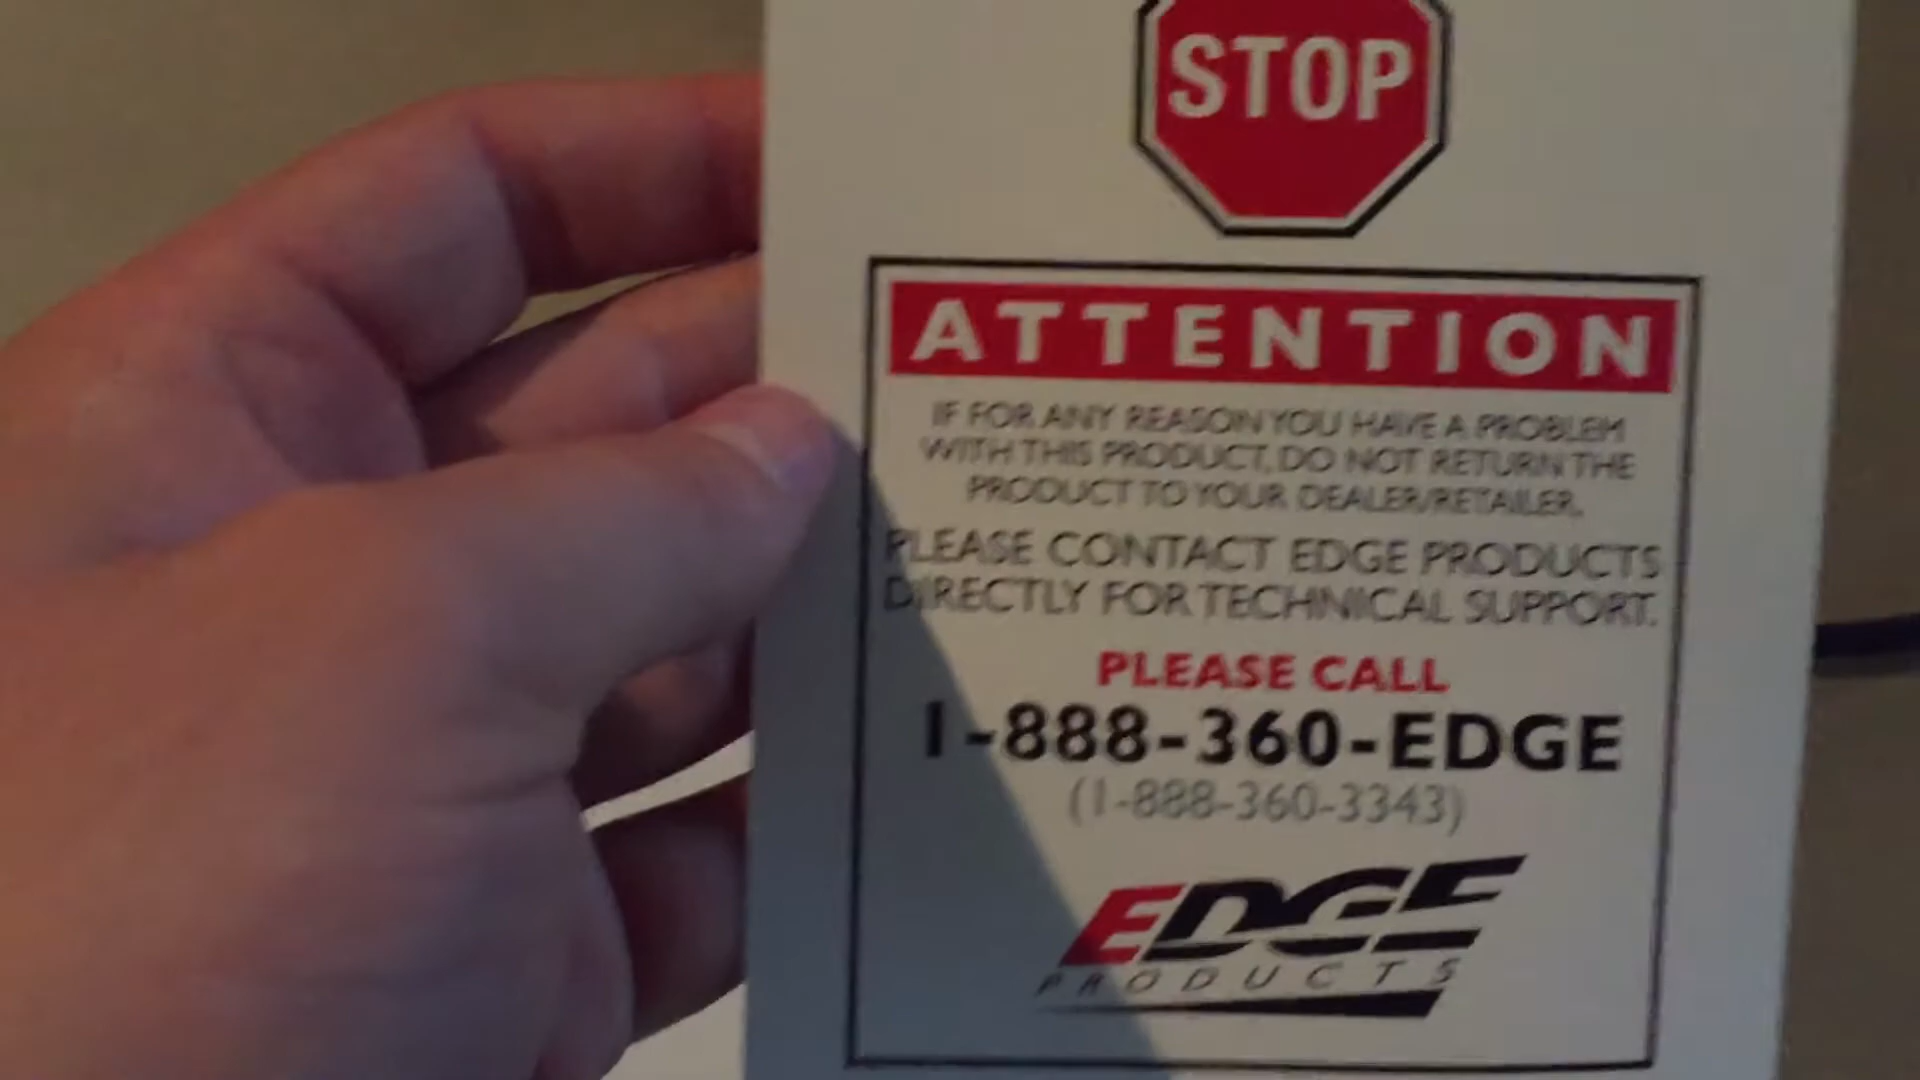 STOP
ATTENTION
IF FOR ANY REASON YOU HAVE A PROBLEM
WITH THIS PRODUCT, DO NOT RETURN THE
PRODUCT TO YOUR DEALER/RETAILER.
PLEASE CONTACT EDGE PRODUCTS
DIRECTLY FOR TECHNICAL SUPPORT.
PLEASE CALL
1-888-360-EDGE
(1-888-360-3343)
EDGE
PRODUCTS